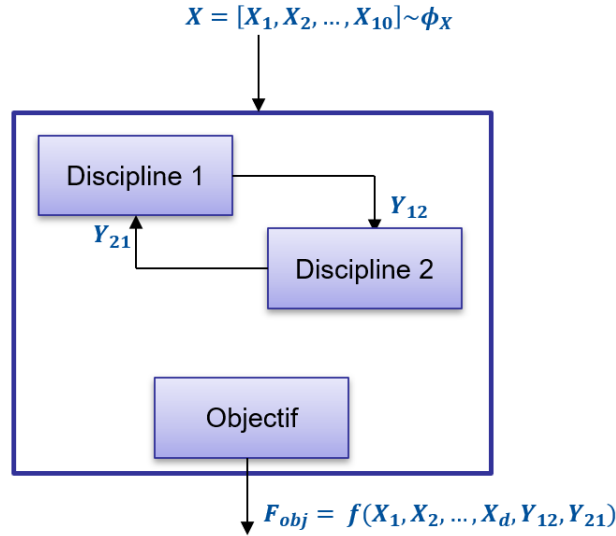 X = [X₁, X₂, …, X₁₀]~ϕ_X
Discipline 1
Y₁₂
Y₂₁
Discipline 2
Objectif
F_obj = f(X₁, X₂, …, X_d, Y₁₂, Y₂₁)